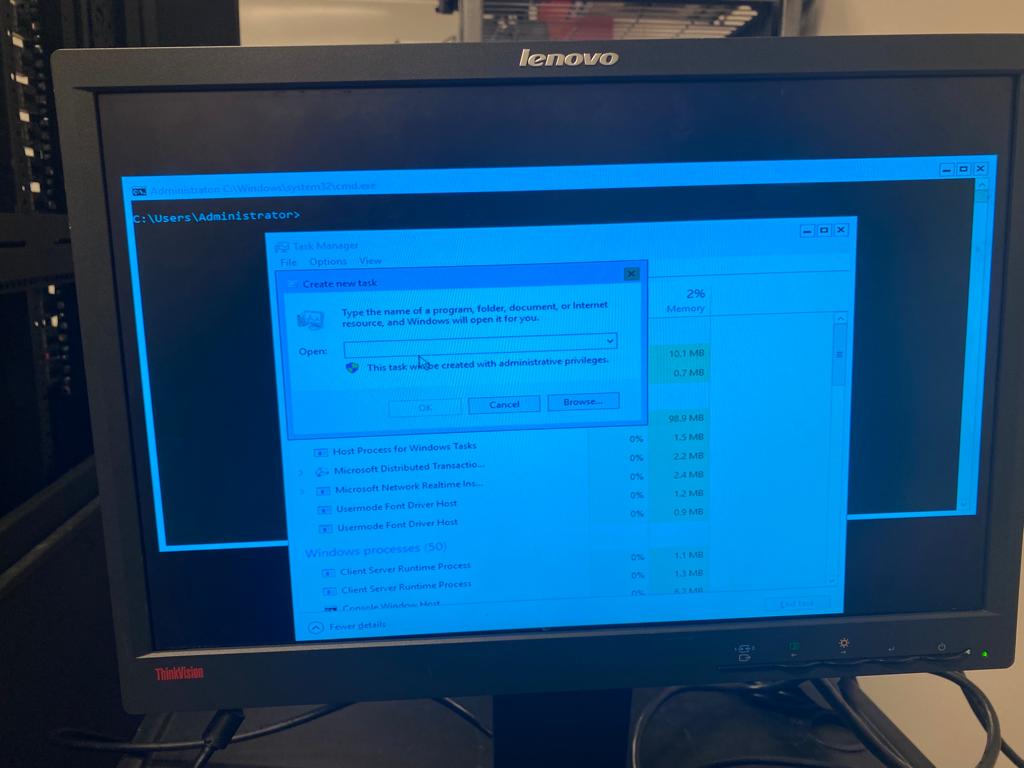 lenovo
Administrator: C:\Windows\system32\cmd.exe
C:\Users\Administrator>
Task Manager
File Options View
Create new task
Type the name of a program, folder, document, or Internet
resource, and Windows will open it for you.
Open:
This task will be created with administrative privileges.
OK Cancel Browse...
2%
Memory
10.1 MB
0.7 MB
98.9 MB
Host Process for Windows Tasks 0% 1.5 MB
Microsoft Distributed Transactio... 0% 2.2 MB
Microsoft Network Realtime Ins... 0% 2.4 MB
Usermode Font Driver Host 0% 1.2 MB
Usermode Font Driver Host 0% 0.9 MB
Windows processes (50)
Client Server Runtime Process 0% 1.1 MB
Client Server Runtime Process 0% 1.3 MB
Console Window Host 0%
Fewer details
End task
ThinkVision